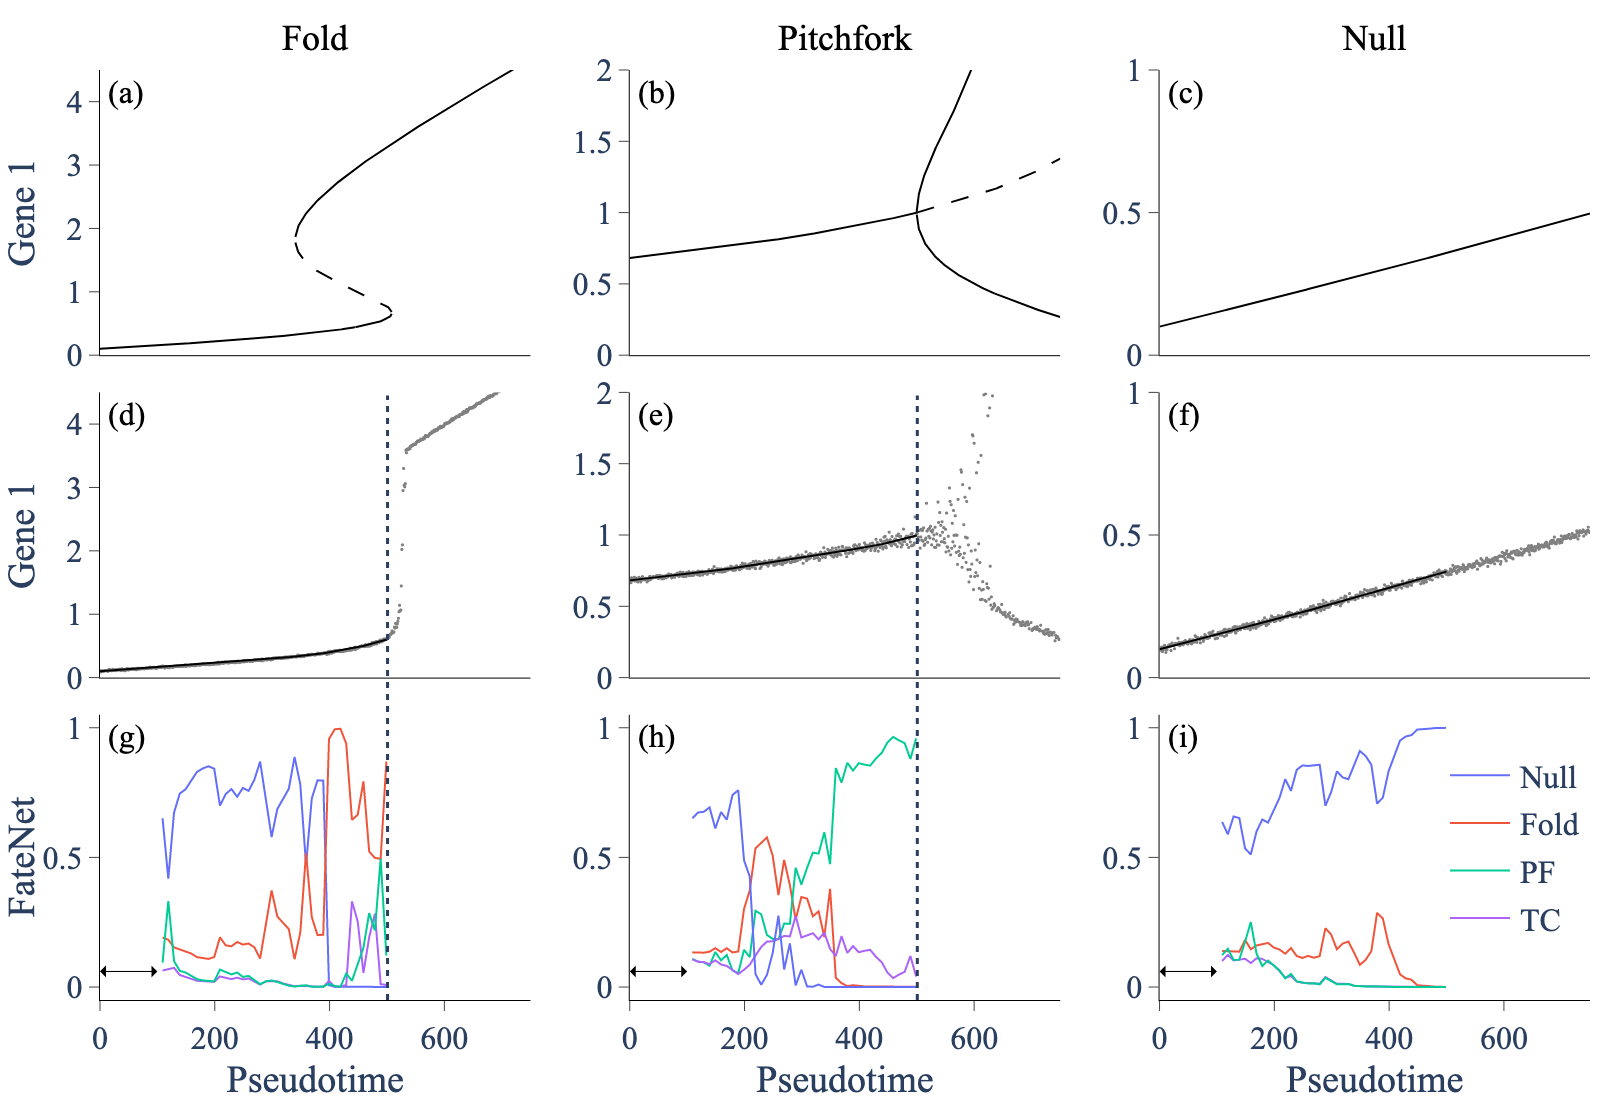 Fold Pitchfork Null
(a) (b) (c)
Gene 1
0 1 2 3 4
0 0.5 1 1.5 2
0 0.5 1
(d) (e) (f)
Gene 1
0 1 2 3 4
0 0.5 1 1.5 2
0 0.5 1
(g) (h) (i)
FateNet
0 0.5 1
0 0.5 1
0 0.5 1
Null
Fold
PF
TC
0 200 400 600 0 200 400 600 0 200 400 600
Pseudotime Pseudotime Pseudotime